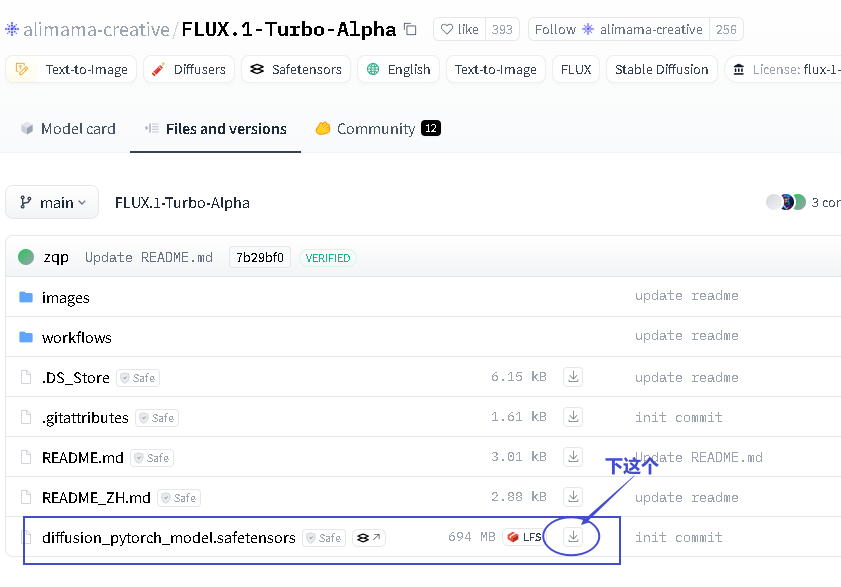 alimama-creative/FLUX.1-Turbo-Alpha like 393 Follow alimama-creative 256
Text-to-Image Diffusers Safetensors English Text-to-Image FLUX Stable Diffusion License: flux-1-
Model card Files and versions Community 12
main FLUX.1-Turbo-Alpha 3 cor
zqp Update README.md 7b29bf0 VERIFIED
images update readme
workflows update readme
.DS_Store Safe 6.15 kB update readme
.gitattributes Safe 1.61 kB init commit
README.md Safe 3.01 kB Update README.md
下这个
README_ZH.md Safe 2.88 kB update readme
diffusion_pytorch_model.safetensors Safe 694 MB LFS init commit